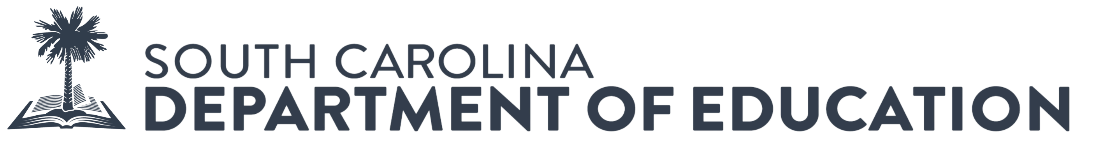 SOUTH CAROLINA
DEPARTMENT OF EDUCATION